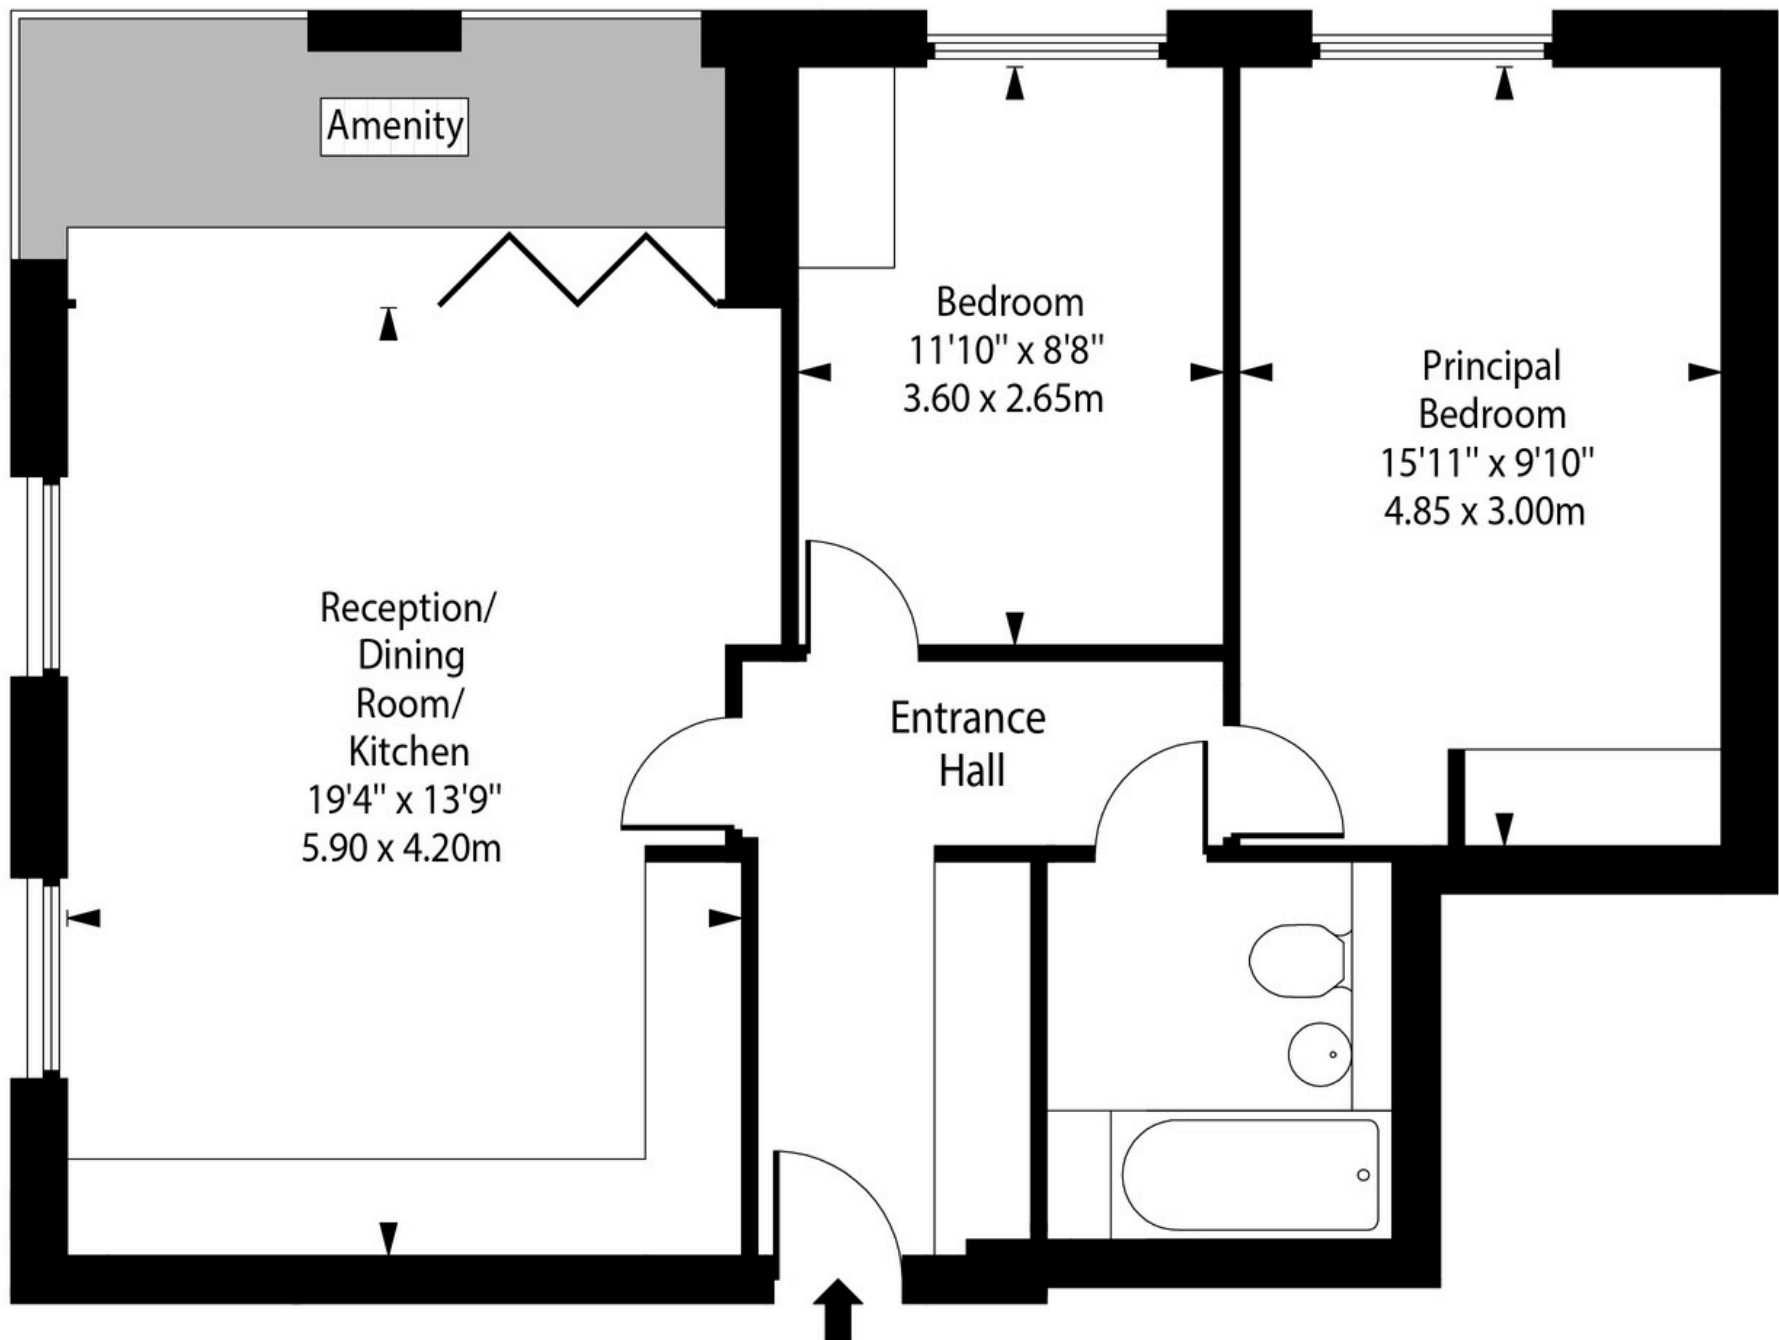 Amenity
Bedroom
11'10" x 8'8"
3.60 x 2.65m
Principal
Bedroom
15'11" x 9'10"
4.85 x 3.00m
Reception/
Dining
Room/
Kitchen
19'4" x 13'9"
5.90 x 4.20m
Entrance
Hall